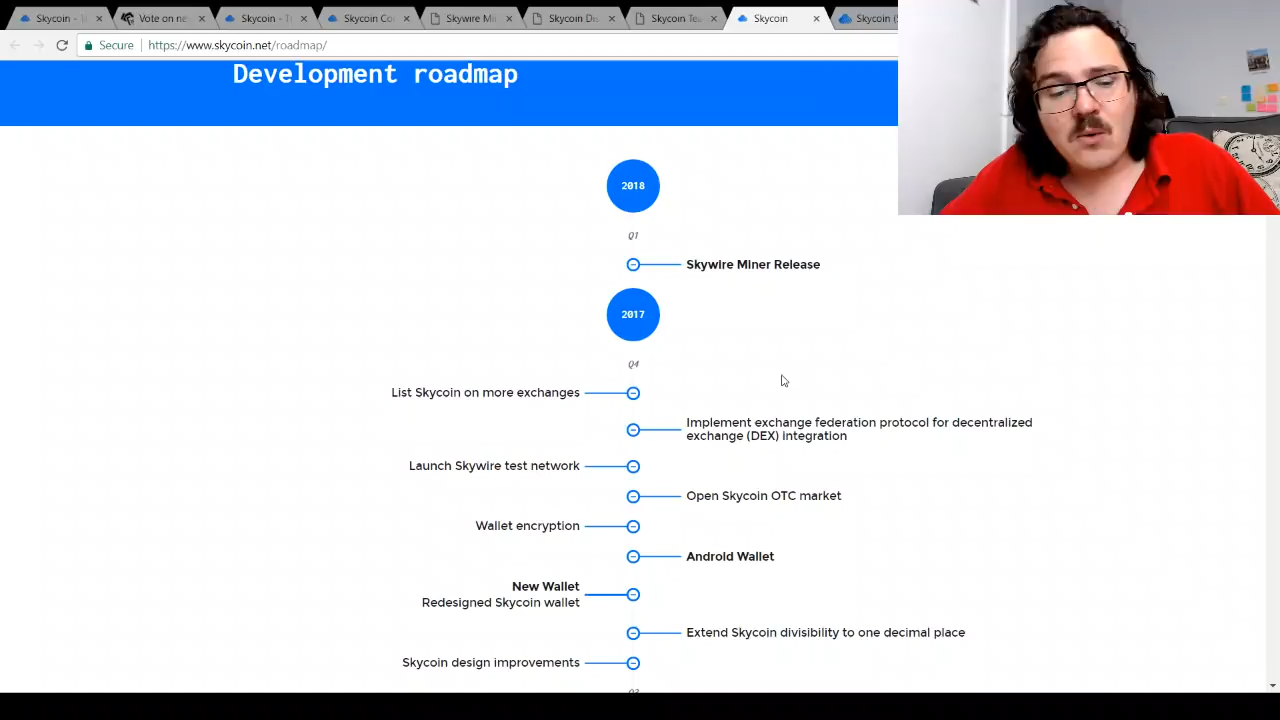 Skycoin -
Vote on ne
Skycoin - T
Skycoin Co
Skywire Mi
Skycoin Dis
Skycoin Tea
Skycoin
Skycoin (
Secure https://www.skycoin.net/roadmap/
Development roadmap
2018
Q1
Skywire Miner Release
2017
Q4
List Skycoin on more exchanges
Implement exchange federation protocol for decentralized
exchange (DEX) integration
Launch Skywire test network
Open Skycoin OTC market
Wallet encryption
Android Wallet
New Wallet
Redesigned Skycoin wallet
Extend Skycoin divisibility to one decimal place
Skycoin design improvements